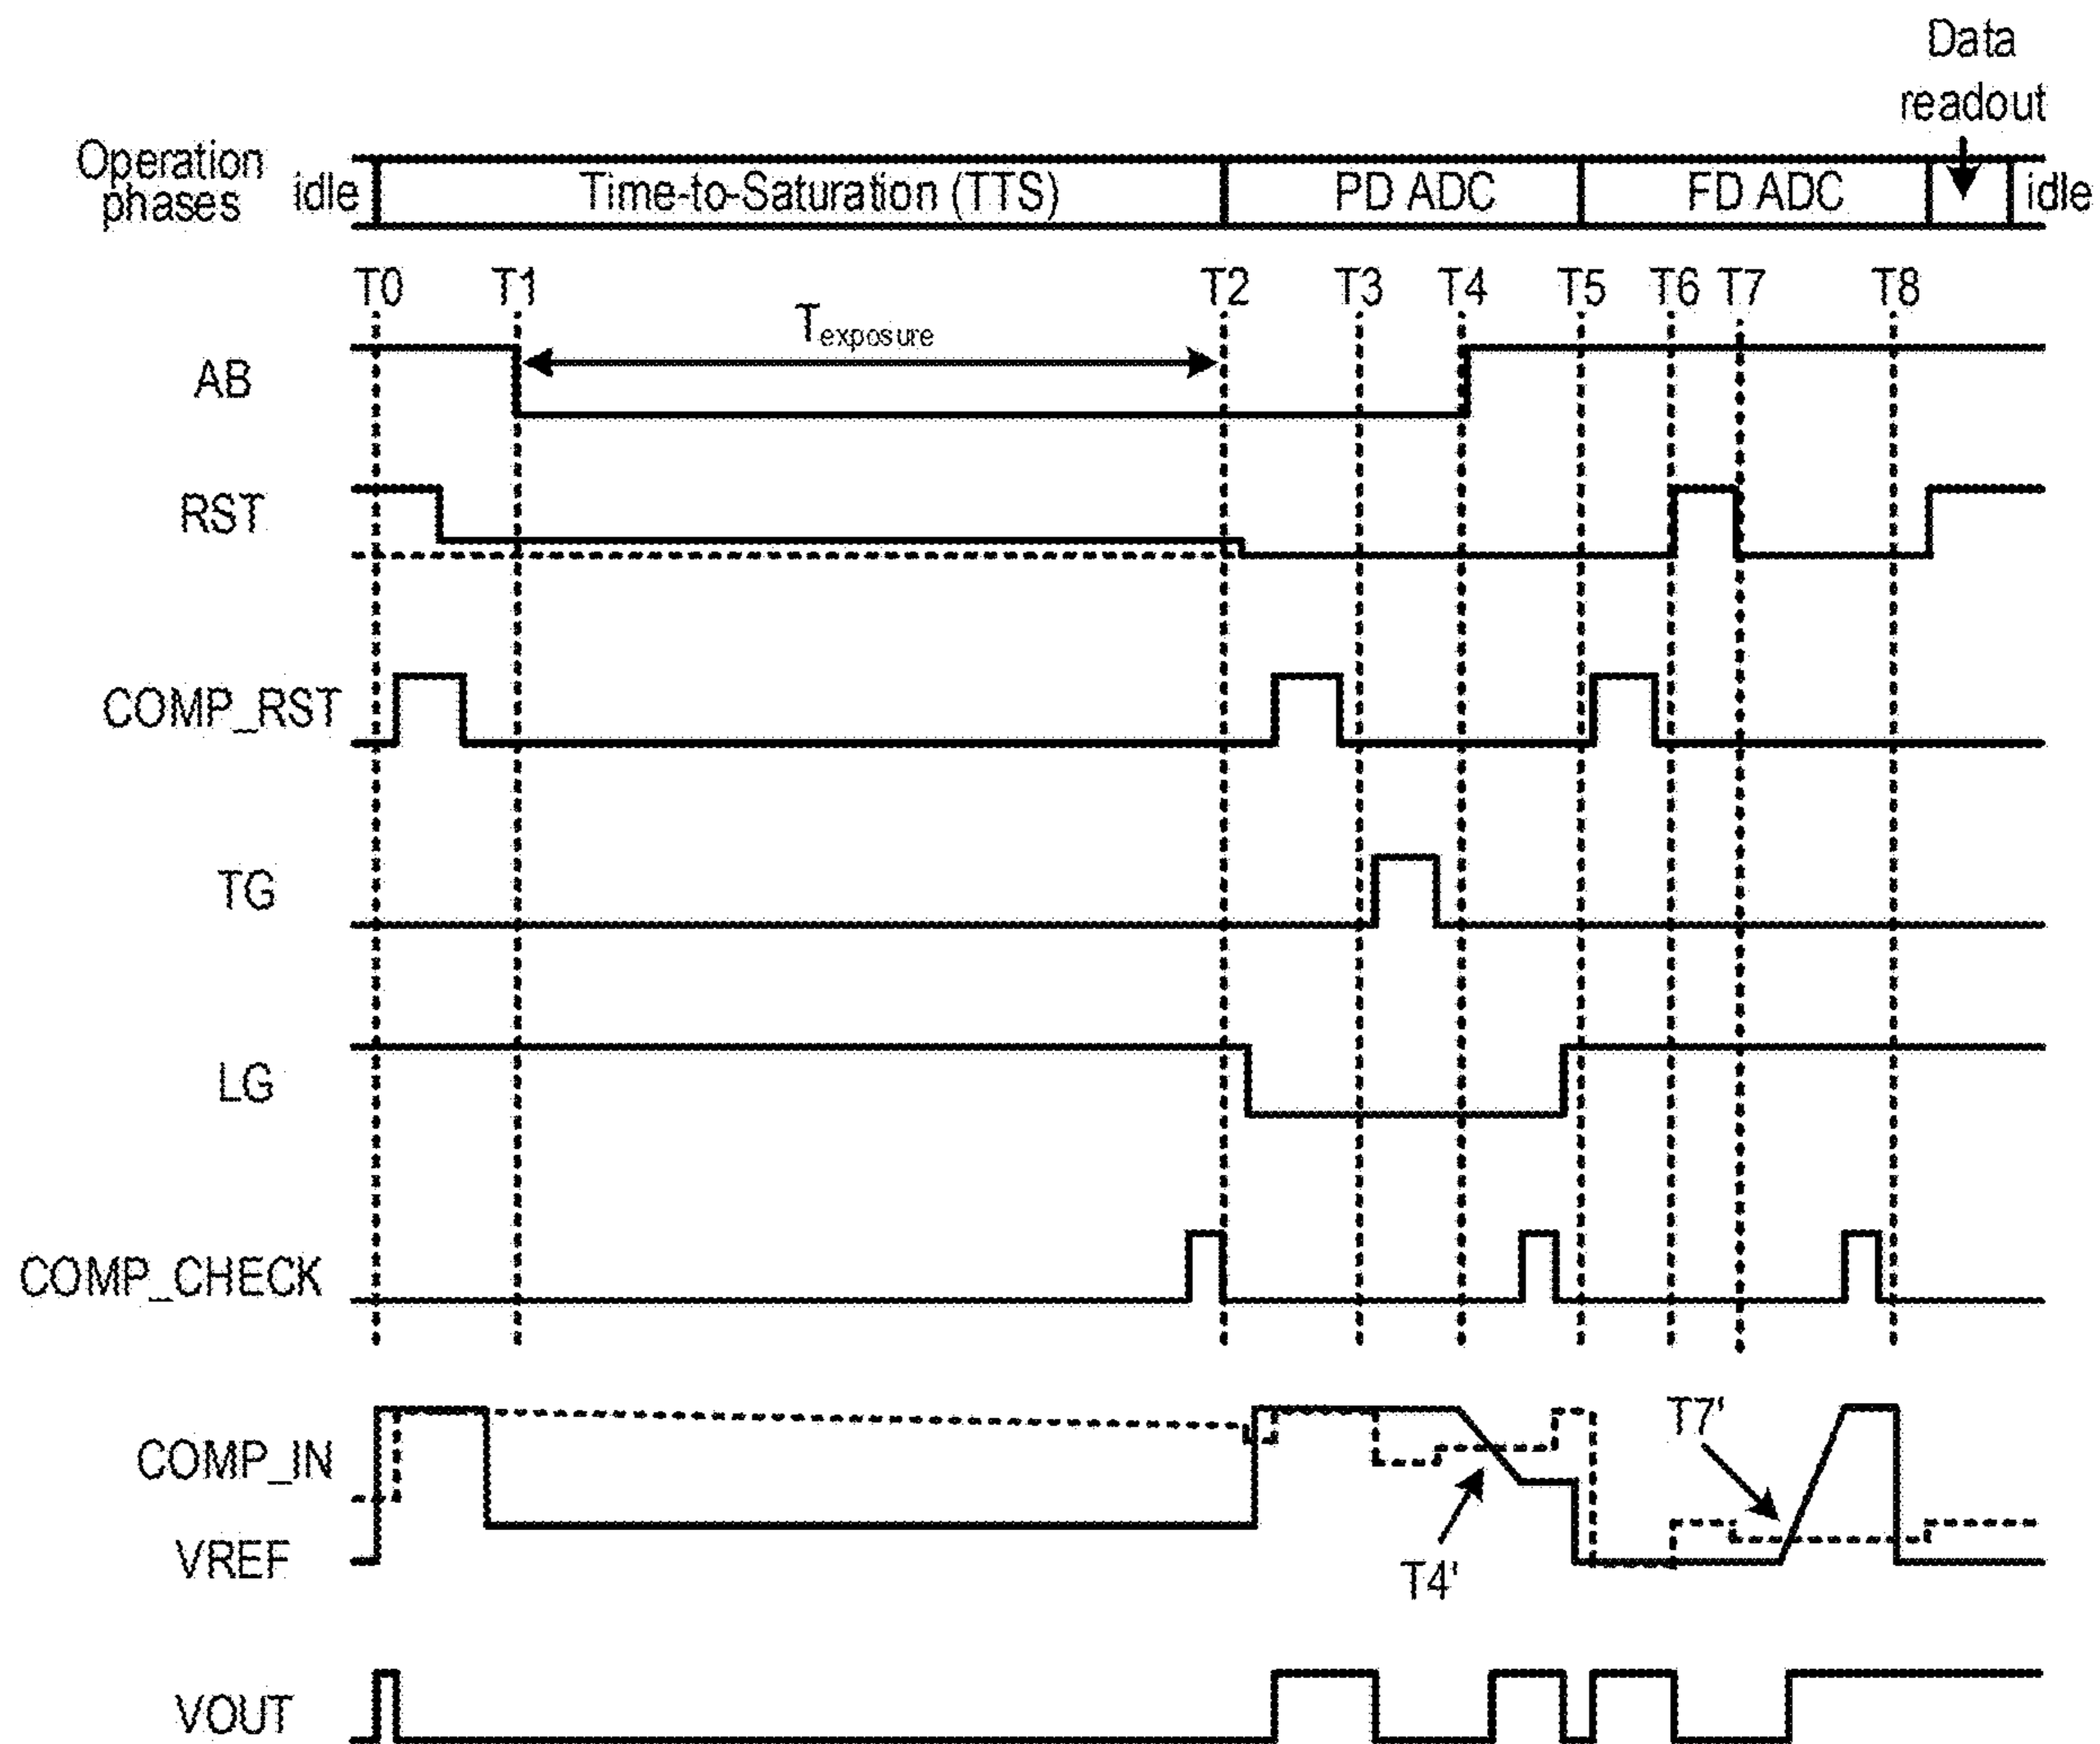 Data
readout
Operation
phases
idle
Time-to-Saturation (TTS)
PD ADC
FD ADC
idle
T0 T1 T2 T3 T4 T5 T6 T7 T8
Texposure
AB
RST
COMP_RST
TG
LG
COMP_CHECK
T7'
COMP_IN
VREF
T4'
VOUT